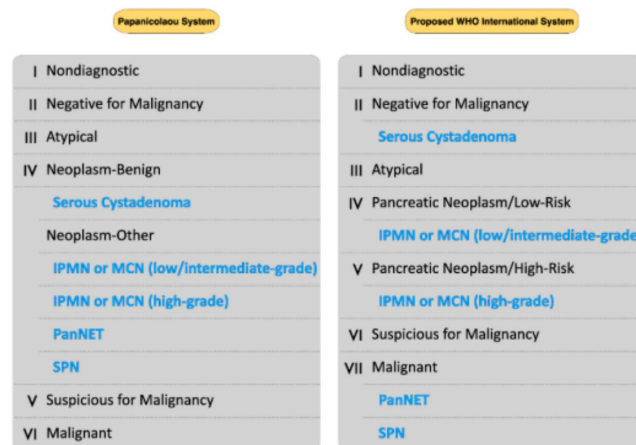 Papanicolaou System
I Nondiagnostic
II Negative for Malignancy
III Atypical
IV Neoplasm-Benign
Serous Cystadenoma
Neoplasm-Other
IPMN or MCN (low/intermediate-grade)
IPMN or MCN (high-grade)
PanNET
SPN
V Suspicious for Malignancy
VI Malignant
Proposed WHO International System
I Nondiagnostic
II Negative for Malignancy
Serous Cystadenoma
III Atypical
IV Pancreatic Neoplasm/Low-Risk
IPMN or MCN (low/intermediate-grade
V Pancreatic Neoplasm/High-Risk
IPMN or MCN (high-grade)
VI Suspicious for Malignancy
VII Malignant
PanNET
SPN